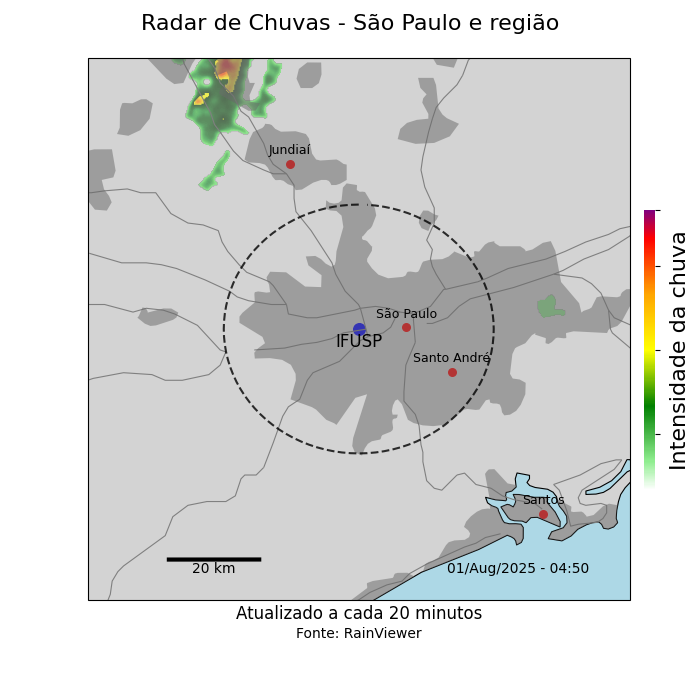 Radar de Chuvas - São Paulo e região
Jundiaí
São Paulo
IFUSP
Santo André
Santos
20 km
01/Aug/2025 - 04:50
Intensidade da chuva
Atualizado a cada 20 minutos
Fonte: RainViewer